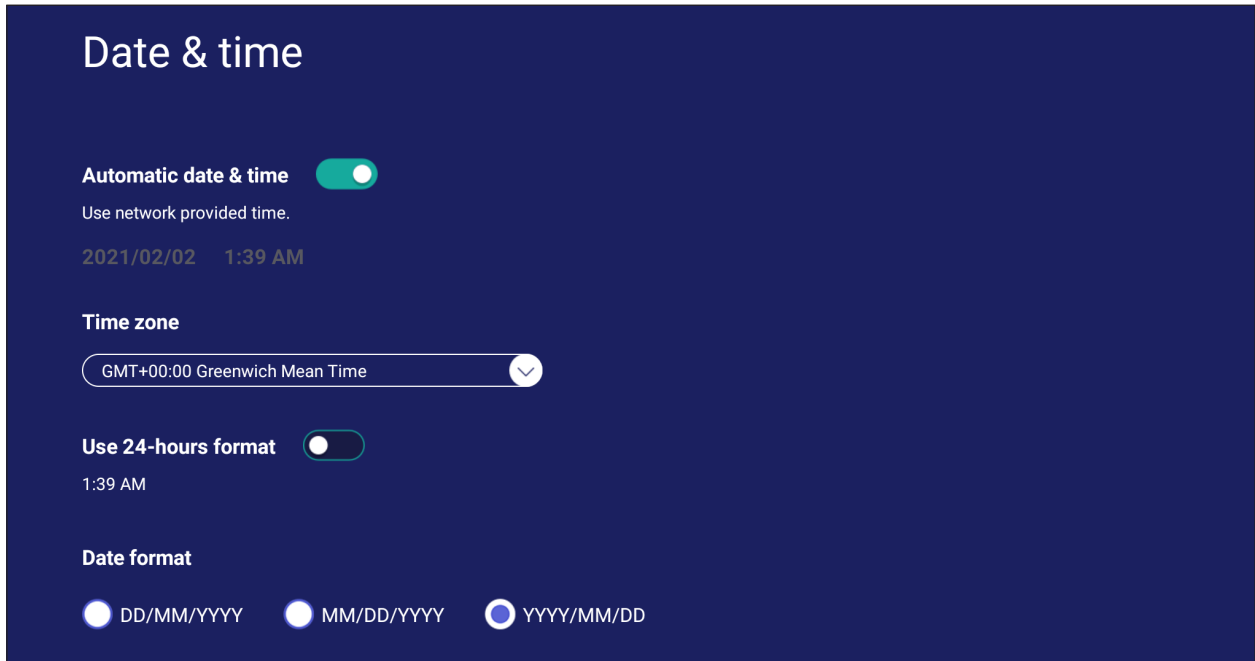 Date & time
Automatic date & time
Use network provided time.
2021/02/02 1:39 AM
Time zone
GMT+00:00 Greenwich Mean Time
Use 24-hours format
1:39 AM
Date format
DD/MM/YYYY MM/DD/YYYY YYYY/MM/DD